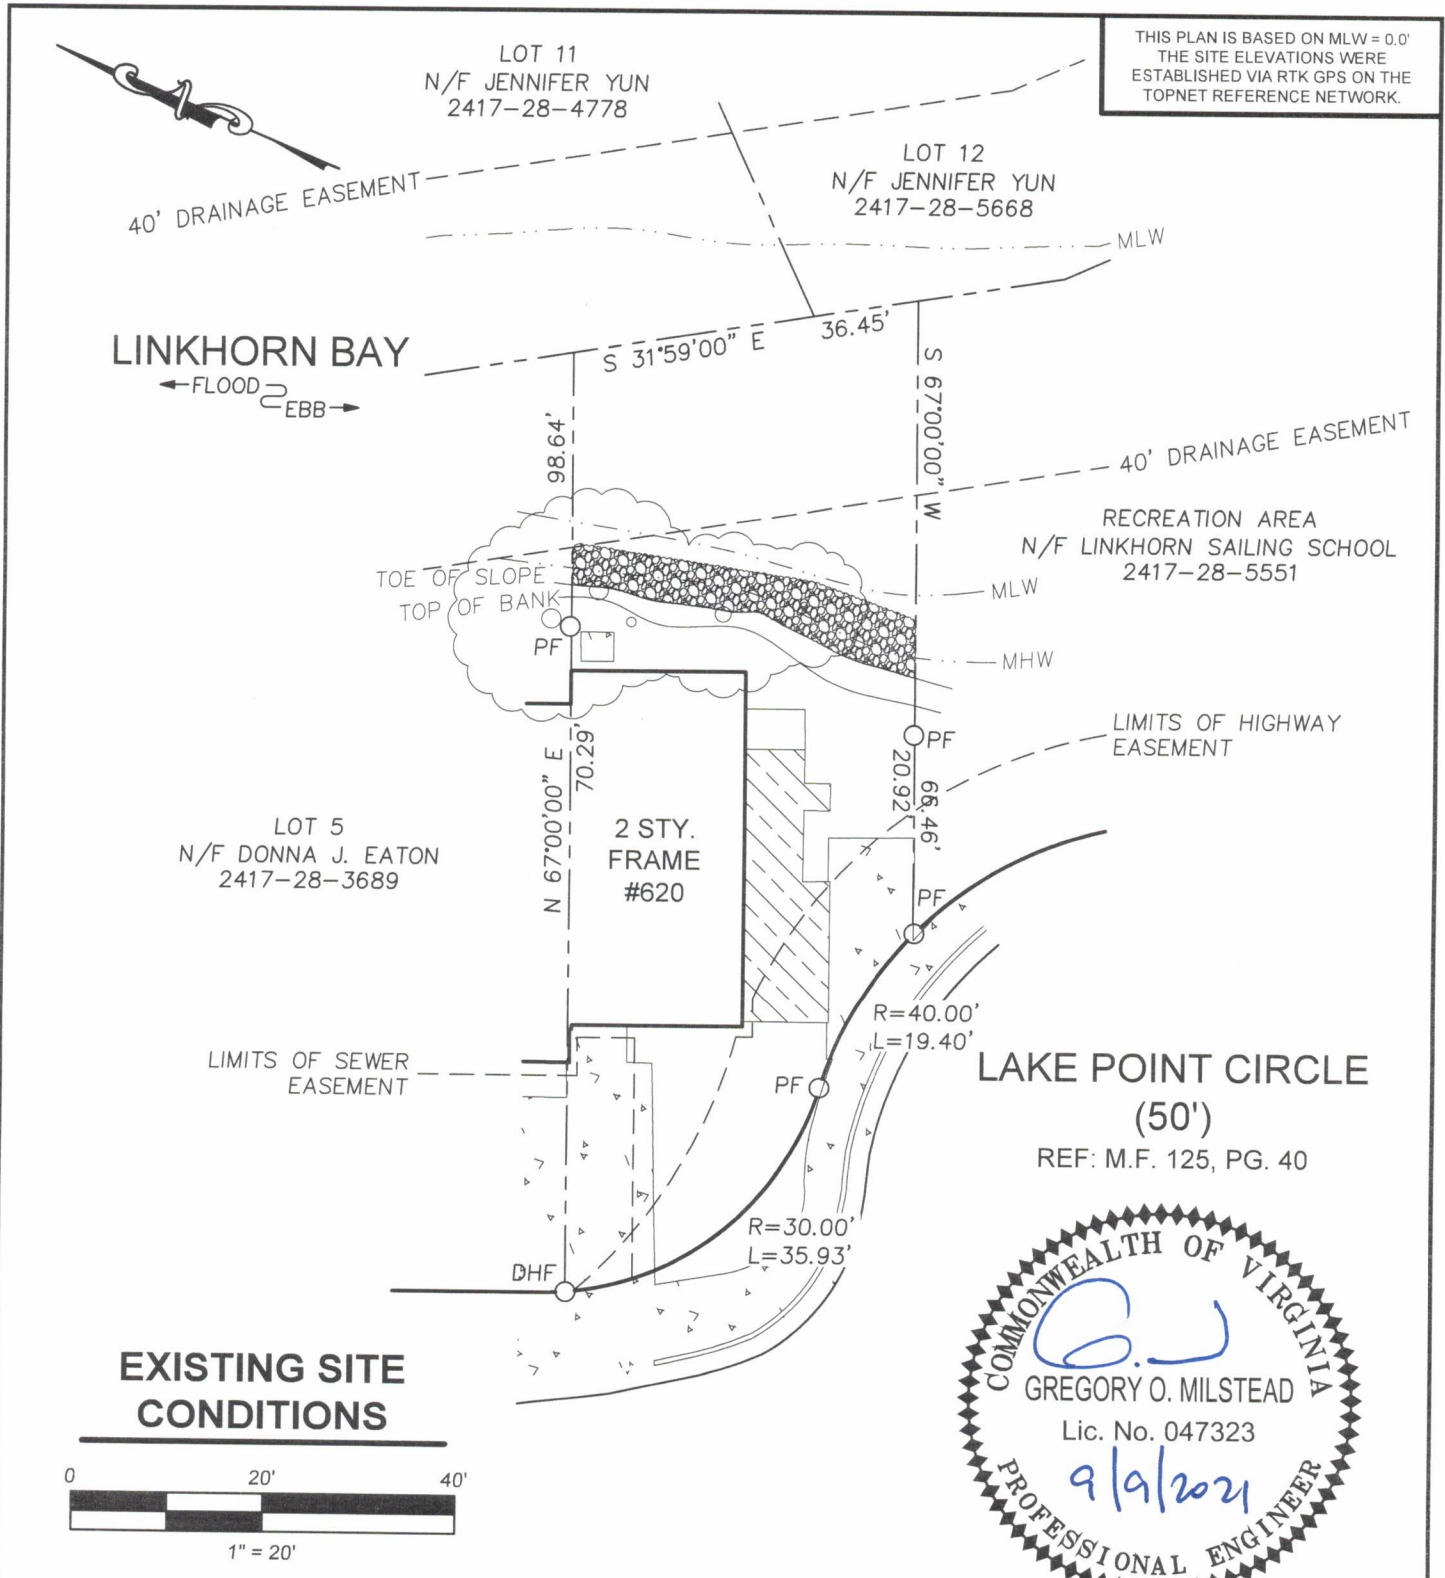 THIS PLAN IS BASED ON MLW = 0.0'
THE SITE ELEVATIONS WERE
ESTABLISHED VIA RTK GPS ON THE
TOPNET REFERENCE NETWORK.
LOT 11
N/F JENNIFER YUN
2417-28-4778
LOT 12
N/F JENNIFER YUN
2417-28-5668
40' DRAINAGE EASEMENT
MLW
LINKHORN BAY
FLOOD
EBB
S 31°59'00" E
36.45'
98.64'
S 67°00'00" W
40' DRAINAGE EASEMENT
RECREATION AREA
N/F LINKHORN SAILING SCHOOL
2417-28-5551
TOE OF SLOPE
TOP OF BANK
MLW
PF
MHW
LIMITS OF HIGHWAY
EASEMENT
PF
N 67°00'00" E
70.29'
20.92'
66.46'
LOT 5
N/F DONNA J. EATON
2417-28-3689
2 STY.
FRAME
#620
PF
R=40.00'
L=19.40'
LIMITS OF SEWER
EASEMENT
PF
LAKE POINT CIRCLE
(50')
REF: M.F. 125, PG. 40
R=30.00'
L=35.93'
DHF
EXISTING SITE
CONDITIONS
0 20' 40'
1" = 20'
COMMONWEALTH OF VIRGINIA
GREGORY O. MILSTEAD
Lic. No. 047323
9/9/2021
PROFESSIONAL ENGINEER